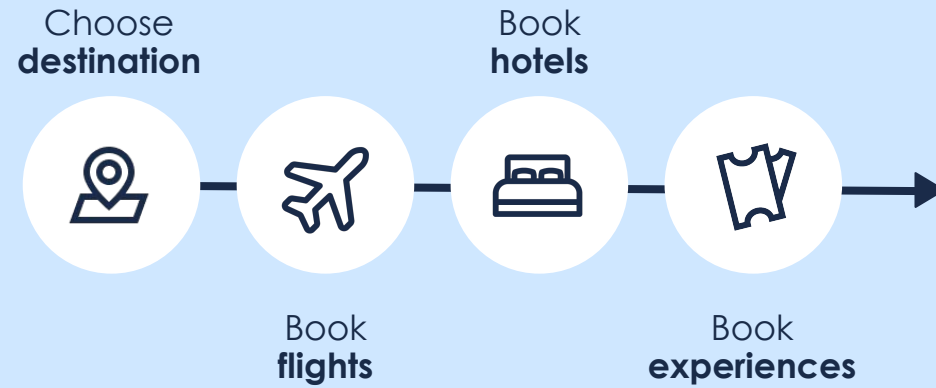 Choose
destination
Book
flights
Book
hotels
Book
experiences